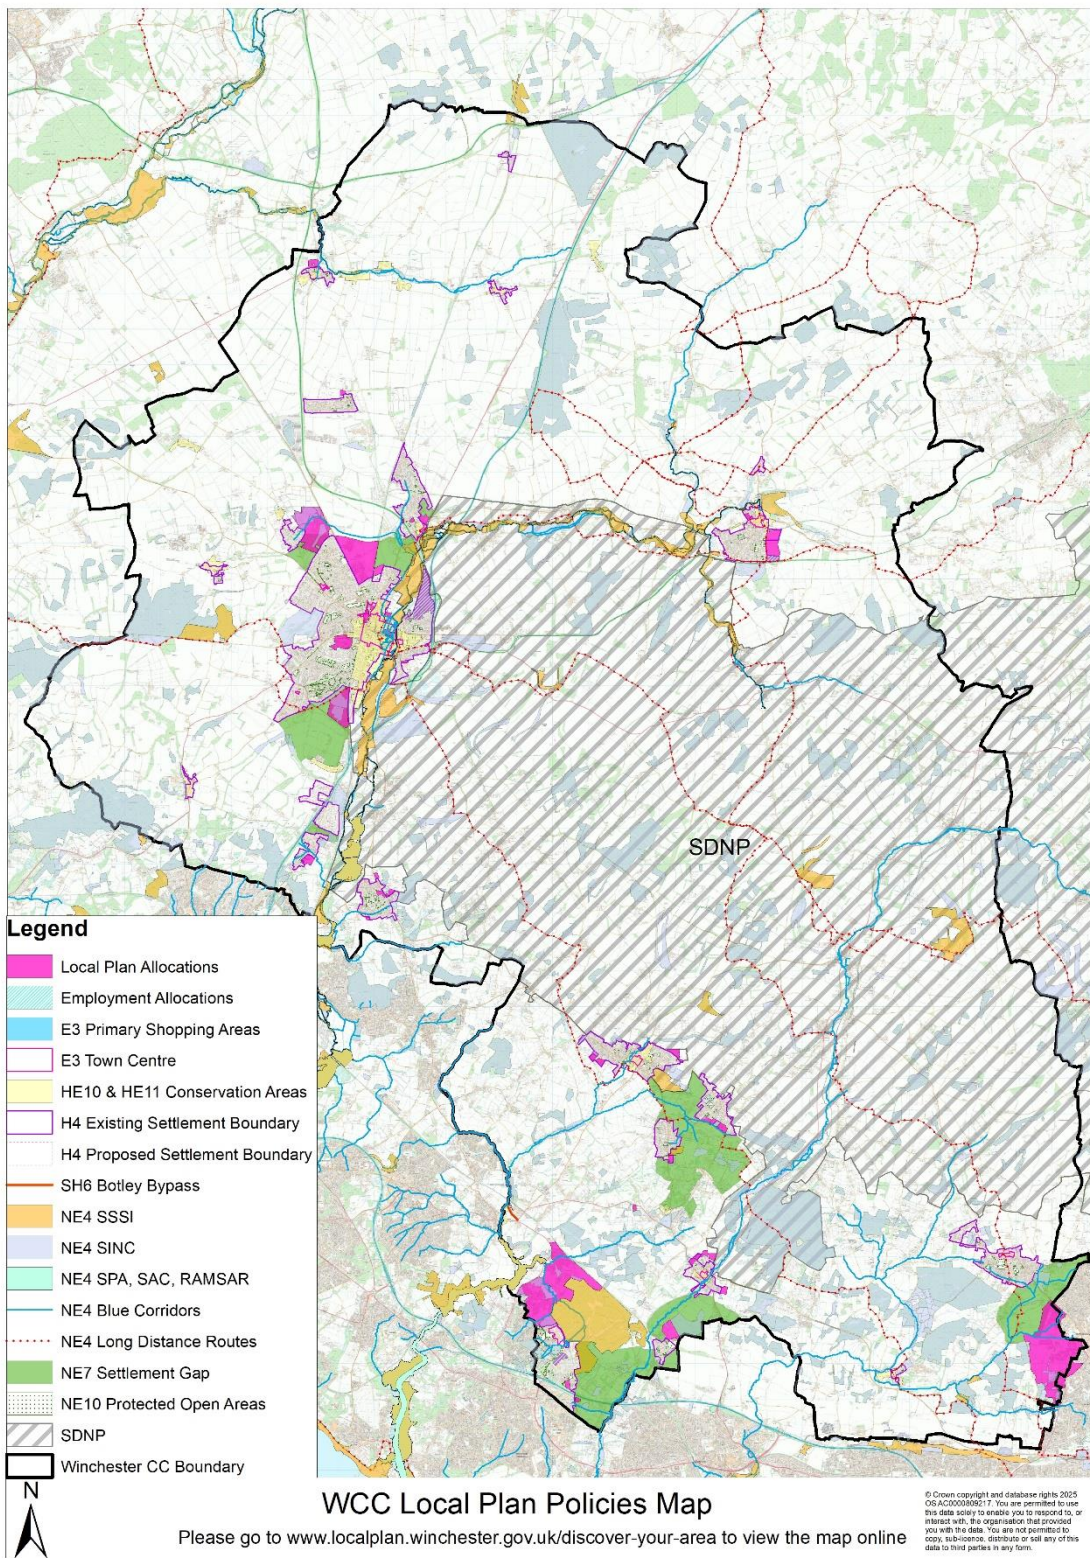 SDNP
Legend
Local Plan Allocations
Employment Allocations
E3 Primary Shopping Areas
E3 Town Centre
HE10 & HE11 Conservation Areas
H4 Existing Settlement Boundary
H4 Proposed Settlement Boundary
SH6 Botley Bypass
NE4 SSSI
NE4 SINC
NE4 SPA, SAC, RAMSAR
NE4 Blue Corridors
NE4 Long Distance Routes
NE7 Settlement Gap
NE10 Protected Open Areas
SDNP
Winchester CC Boundary
N
WCC Local Plan Policies Map
Please go to www.localplan.winchester.gov.uk/discover-your-area to view the map online
© Crown copyright and database rights 2025
OS AC0000809217. You are permitted to use
this data solely to enable you to respond to, or
interact with, the organisation that provided
you with the data. You are not permitted to
copy, sub-licence, distribute or sell any of this
data to third parties in any form.